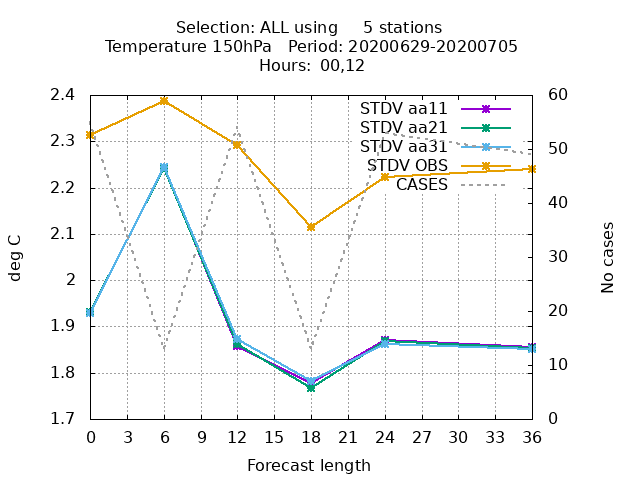 Selection: ALL using     5 stations
Temperature 150hPa   Period: 20200629-20200705
Hours: 00,12
STDV aa11
STDV aa21
STDV aa31
STDV OBS
CASES
2.4
2.3
2.2
2.1
2
1.9
1.8
1.7
deg C
60
50
40
30
20
10
0
No cases
0 3 6 9 12 15 18 21 24 27 30 33 36
Forecast length